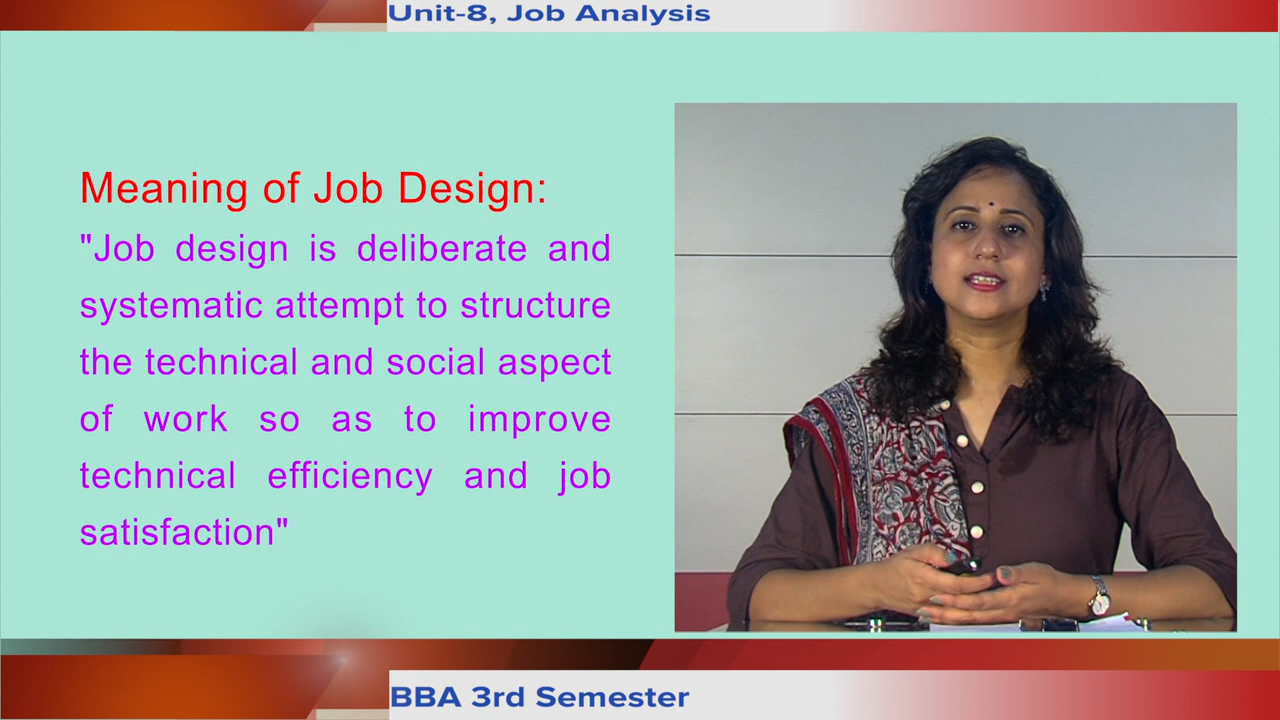 Unit-8, Job Analysis
Meaning of Job Design:
"Job design is deliberate and
systematic attempt to structure
the technical and social aspect
of work so as to improve
technical efficiency and job
satisfaction"
BBA 3rd Semester